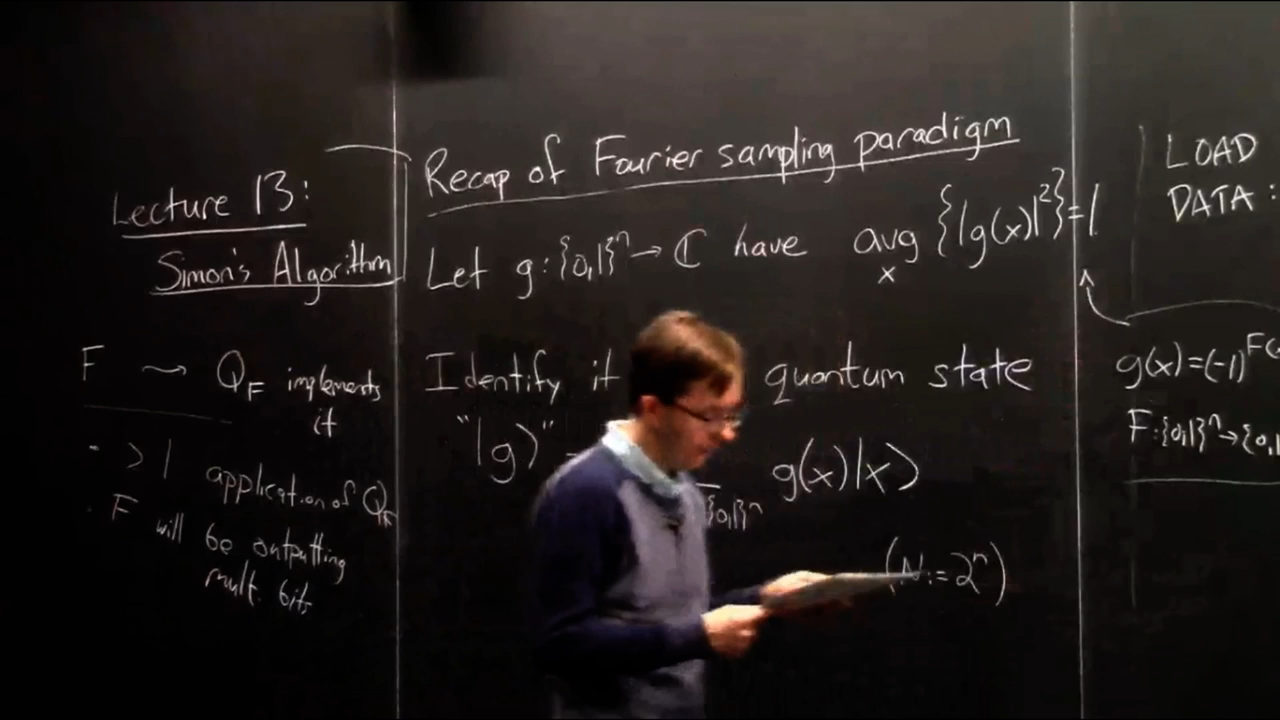 Lecture 13:
Simon's Algorithm
F ⤳ Q_F implements
it
· >1 application of Q_F
· F will be outputting
mult. bits
Recap of Fourier sampling paradigm
Let g : {0,1}ⁿ → ℂ have avg {|g(x)|²} = 1
x
Identify it quantum state
"|g⟩" g(x)|x⟩
{0,1}ⁿ
(N := 2ⁿ)
LOAD
DATA :
g(x) = (-1)^F(
F : {0,1}ⁿ → {0,1